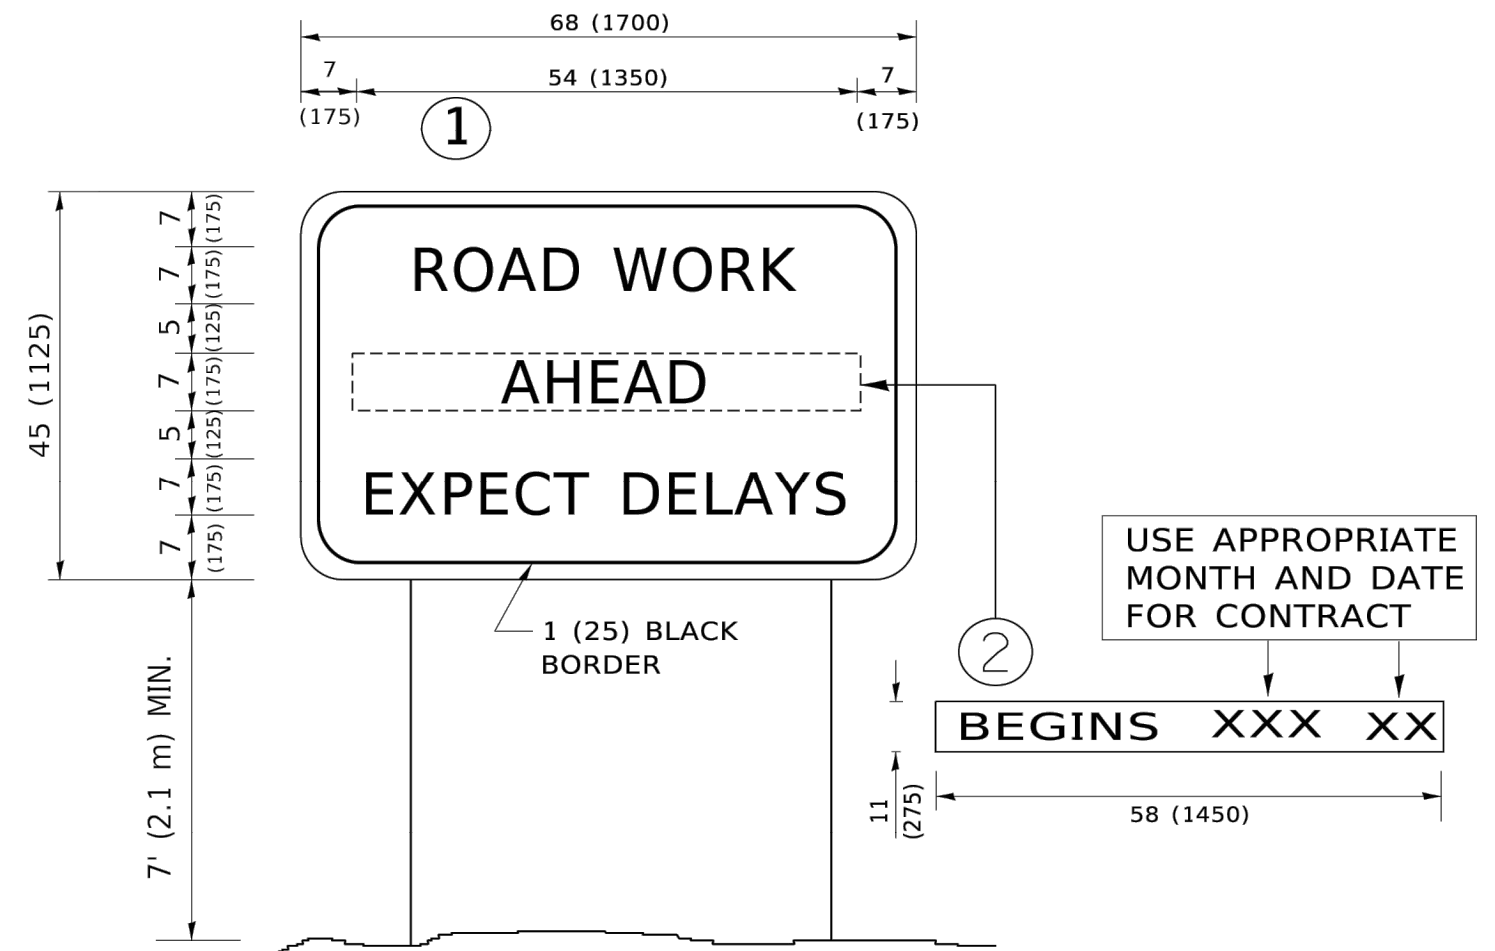 68 (1700)
7
54 (1350)
7
(175)
(175)
1
45 (1125)
7
(175)
7
(175)
5
(125)
7
(175)
5
(125)
7
(175)
7
(175)
ROAD WORK
AHEAD
EXPECT DELAYS
1 (25) BLACK
BORDER
7' (2.1 m) MIN.
2
USE APPROPRIATE
MONTH AND DATE
FOR CONTRACT
BEGINS XXX XX
11
(275)
58 (1450)